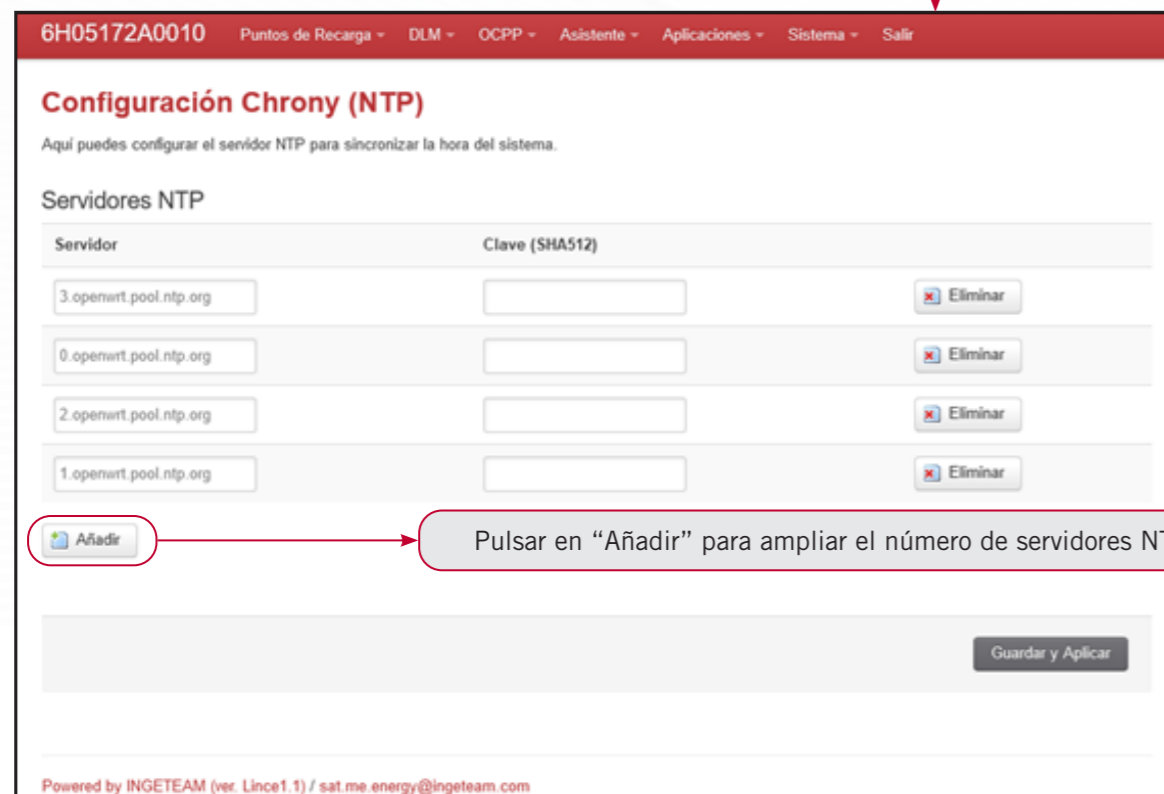 6H05172A0010 Puntos de Recarga DLM OCPP Asistente Aplicaciones Sistema Salir
Configuración Chrony (NTP)
Aquí puedes configurar el servidor NTP para sincronizar la hora del sistema.
Servidores NTP
Servidor Clave (SHA512)
3.openwrt.pool.ntp.org Eliminar
0.openwrt.pool.ntp.org Eliminar
2.openwrt.pool.ntp.org Eliminar
1.openwrt.pool.ntp.org Eliminar
Añadir Pulsar en “Añadir” para ampliar el número de servidores
Guardar y Aplicar
Powered by INGETEAM (ver. Lince1.1) / sat.me.energy@ingeteam.com